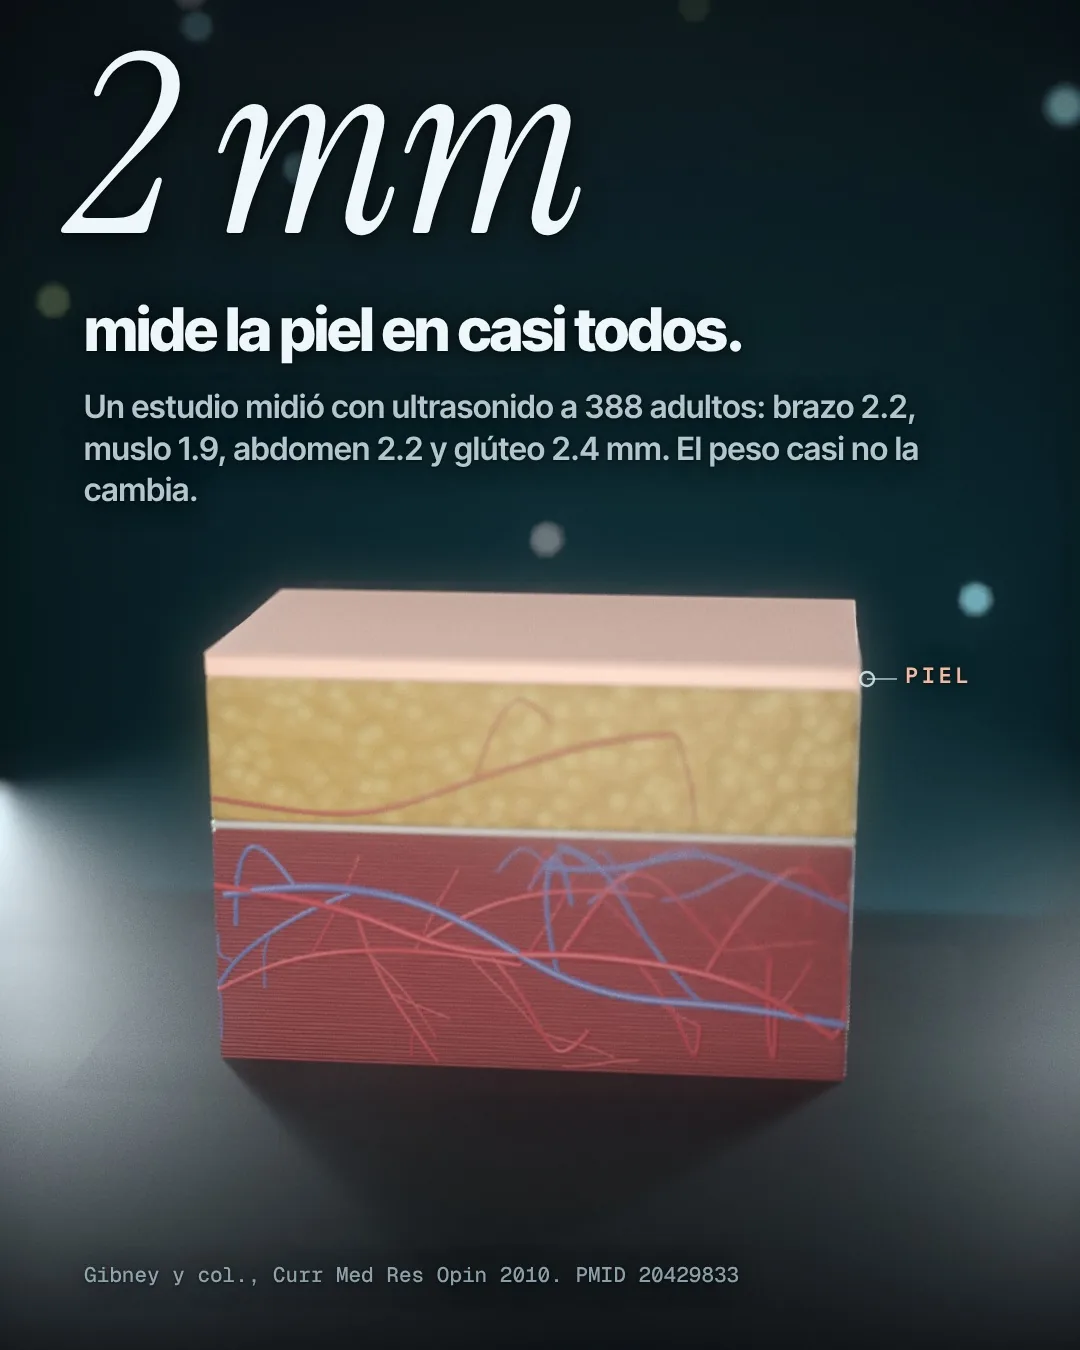 2 mm
mide la piel en casi todos.
Un estudio midió con ultrasonido a 388 adultos: brazo 2.2,
muslo 1.9, abdomen 2.2 y glúteo 2.4 mm. El peso casi no la
cambia.
PIEL
Gibney y col., Curr Med Res Opin 2010. PMID 20429833